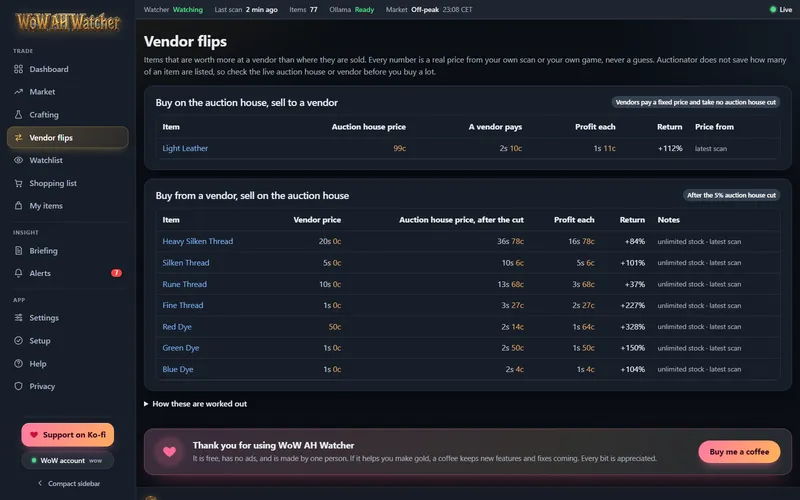 WoW AH Watcher
Watcher Watching Last scan 2 min ago Items 77 Ollama Ready Market Off-peak 23:08 CET Live
TRADE
Dashboard
Market
Crafting
Vendor flips
Watchlist
Shopping list
My items
INSIGHT
Briefing
Alerts 7
APP
Settings
Setup
Help
Privacy
Support on Ko-fi
WoW account wow
Compact sidebar
Vendor flips
Items that are worth more at a vendor than where they are sold. Every number is a real price from your own scan or your own game, never a guess. Auctionator does not save how many
of an item are listed, so check the live auction house or vendor before you buy a lot.
Buy on the auction house, sell to a vendor
Vendors pay a fixed price and take no auction house cut
Item Auction house price A vendor pays Profit each Return Price from
Light Leather 99c 2s 10c 1s 11c +112% latest scan
Buy from a vendor, sell on the auction house
After the 5% auction house cut
Item Vendor price Auction house price, after the cut Profit each Return Notes
Heavy Silken Thread 20s 0c 36s 78c 16s 78c +84% unlimited stock · latest scan
Silken Thread 5s 0c 10s 6c 5s 6c +101% unlimited stock · latest scan
Rune Thread 10s 0c 13s 68c 3s 68c +37% unlimited stock · latest scan
Fine Thread 1s 0c 3s 27c 2s 27c +227% unlimited stock · latest scan
Red Dye 50c 2s 14c 1s 64c +328% unlimited stock · latest scan
Green Dye 1s 0c 2s 50c 1s 50c +150% unlimited stock · latest scan
Blue Dye 1s 0c 2s 4c 1s 4c +104% unlimited stock · latest scan
How these are worked out
Thank you for using WoW AH Watcher
It is free, has no ads, and is made by one person. If it helps you make gold, a coffee keeps new features and fixes coming. Every bit is appreciated.
Buy me a coffee